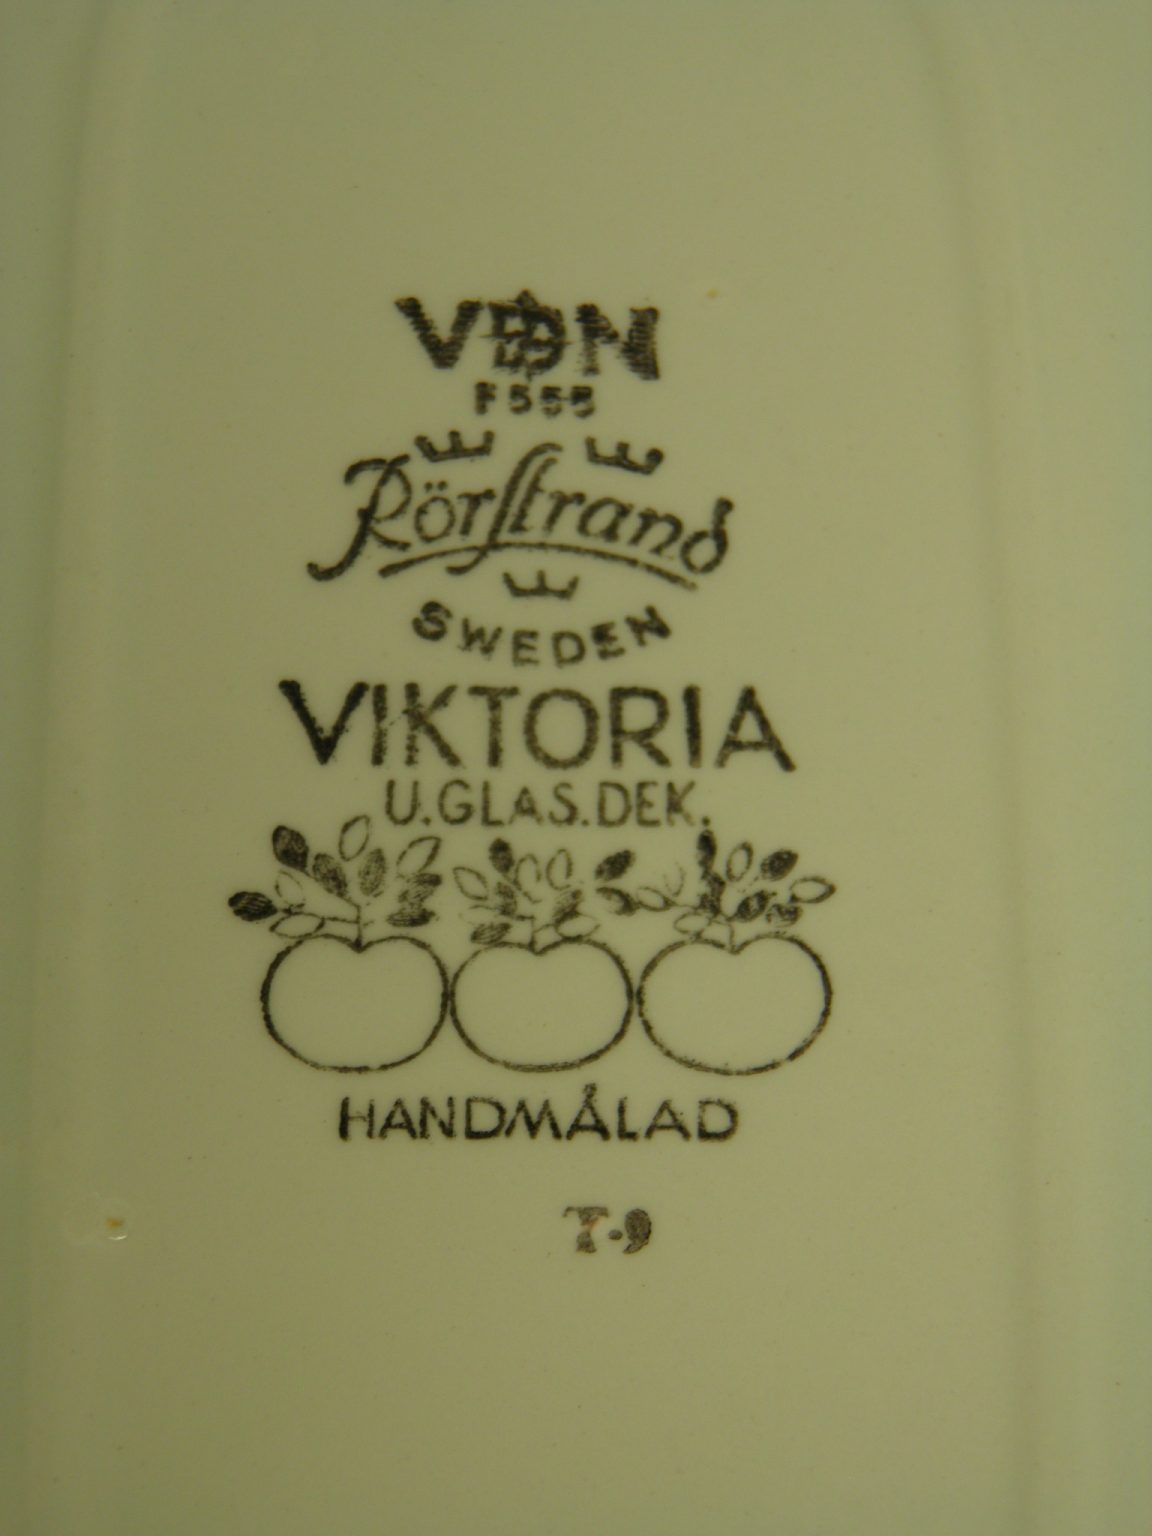 VDN
F555
Rörstrand
SWEDEN
VIKTORIA
U.GLAS.DEK.
HANDMÅLAD
T-9